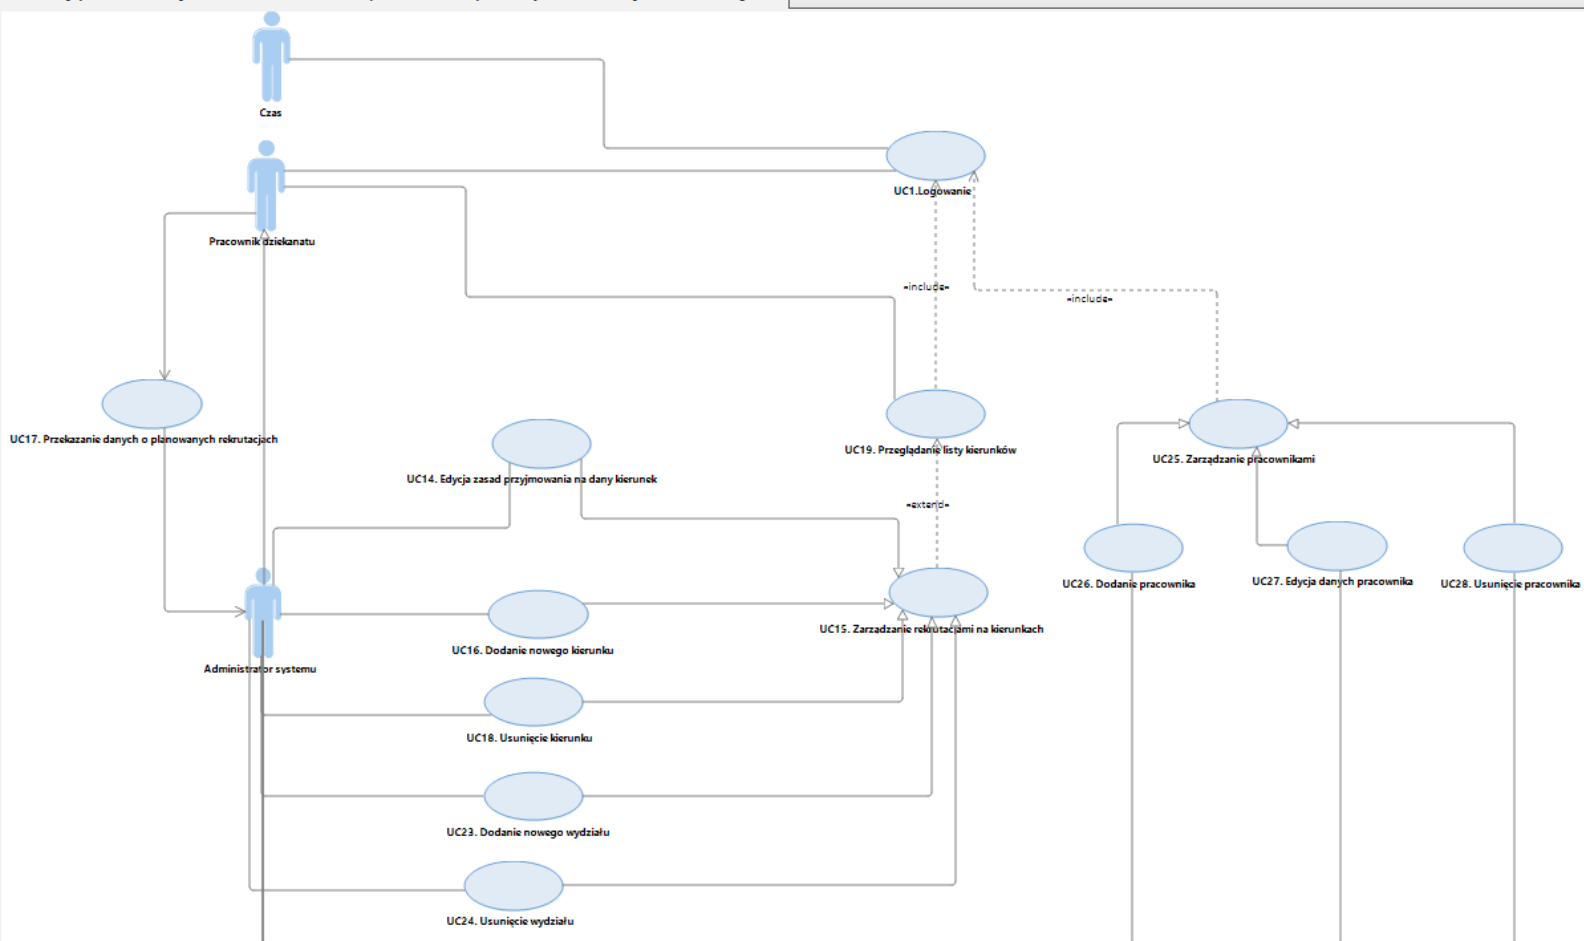 Czas
UC1.Logowanie
Pracownik dziekanatu
«include»
«include»
UC17. Przekazanie danych o planowanych rekrutacjach
UC14. Edycja zasad przyjmowania na dany kierunek
UC19. Przeglądanie listy kierunków
UC25. Zarządzanie pracownikami
«extend»
UC26. Dodanie pracownika
UC27. Edycja danych pracownika
UC28. Usunięcie pracownika
UC15. Zarządzanie rekrutacjami na kierunkach
UC16. Dodanie nowego kierunku
Administrator systemu
UC18. Usunięcie kierunku
UC23. Dodanie nowego wydziału
UC24. Usunięcie wydziału